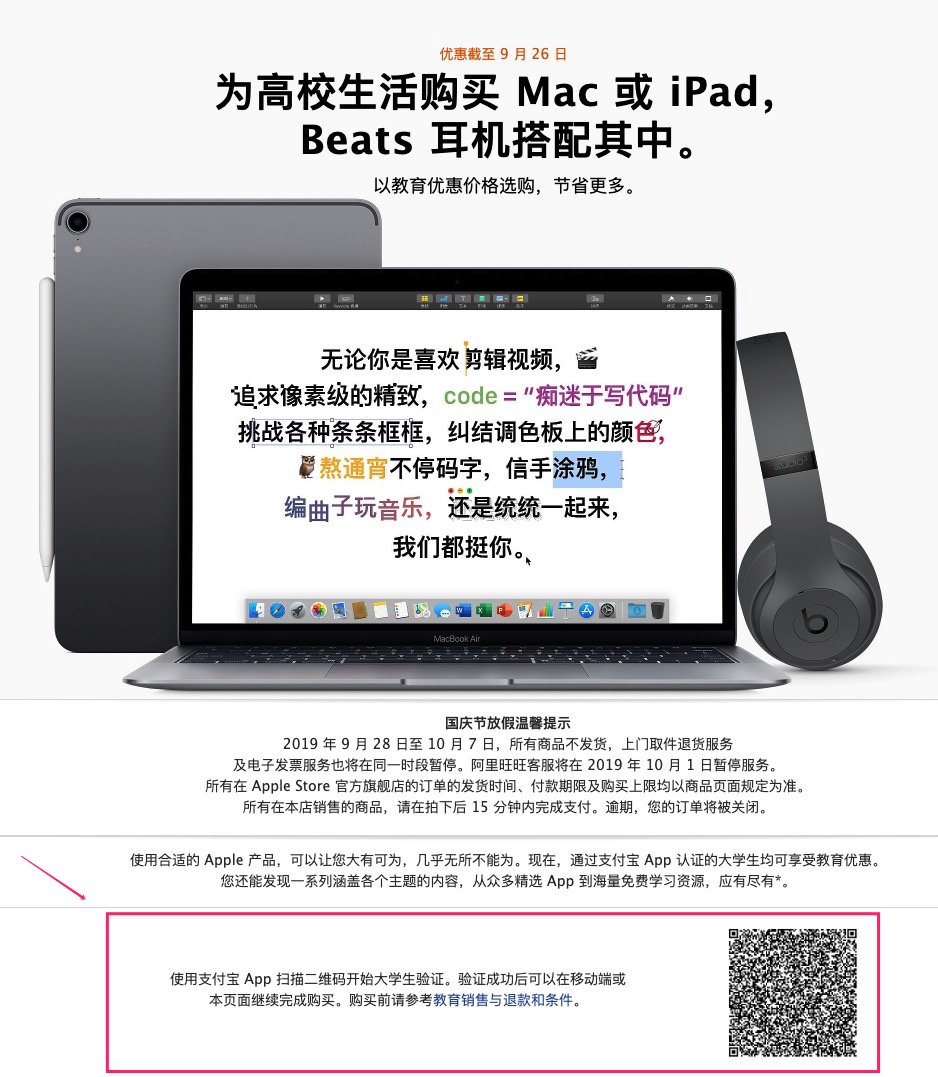 优惠截至 9 月 26 日
为高校生活购买 Mac 或 iPad，
Beats 耳机搭配其中。
以教育优惠价格选购，节省更多。
无论你是喜欢剪辑视频，
追求像素级的精致，code = “痴迷于写代码”
挑战各种条条框框，纠结调色板上的颜色，
熬通宵不停码字，信手涂鸦，
编曲子玩音乐，还是统统一起来，
我们都挺你。
studio
MacBook Air
国庆节放假温馨提示
2019 年 9 月 28 日至 10 月 7 日，所有商品不发货，上门取件退货服务
及电子发票服务也将在同一时段暂停。阿里旺旺客服将在 2019 年 10 月 1 日暂停服务。
所有在 Apple Store 官方旗舰店的订单的发货时间、付款期限及购买上限均以商品页面规定为准。
所有在本店销售的商品，请在拍下后 15 分钟内完成支付。逾期，您的订单将被关闭。
使用合适的 Apple 产品，可以让您大有可为，几乎无所不能为。现在，通过支付宝 App 认证的大学生均可享受教育优惠。
您还能发现一系列涵盖各个主题的内容，从众多精选 App 到海量免费学习资源，应有尽有*。
使用支付宝 App 扫描二维码开始大学生验证。验证成功后可以在移动端或
本页面继续完成购买。购买前请参考教育销售与退款和条件。